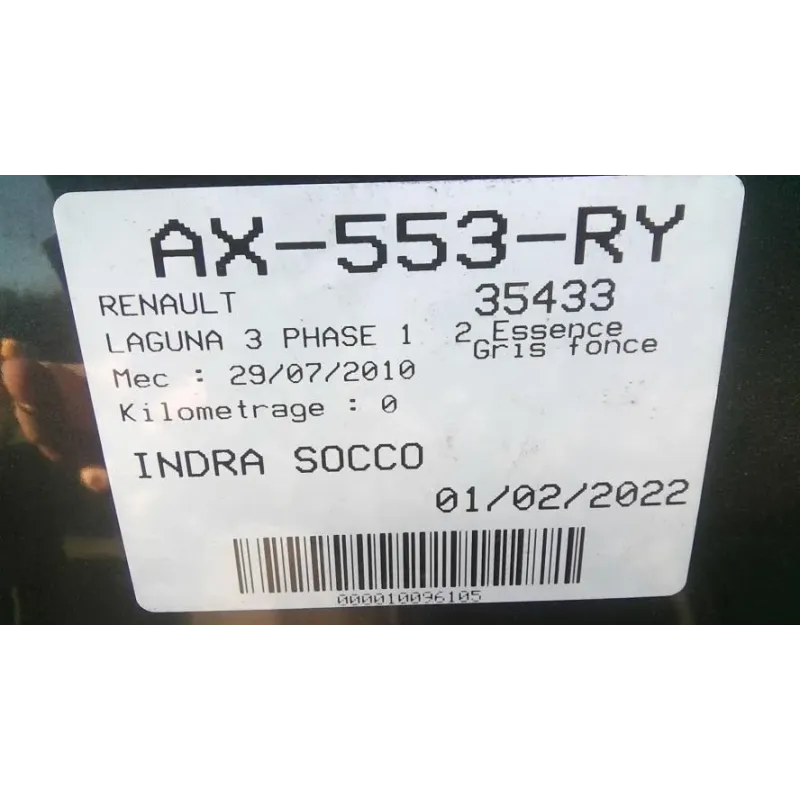 AX-553-RY
RENAULT 35433
LAGUNA 3 PHASE 1 2 Essence
Gris fonce
Mec : 29/07/2010
Kilometrage : 0
INDRA SOCCO
01/02/2022
000010096105